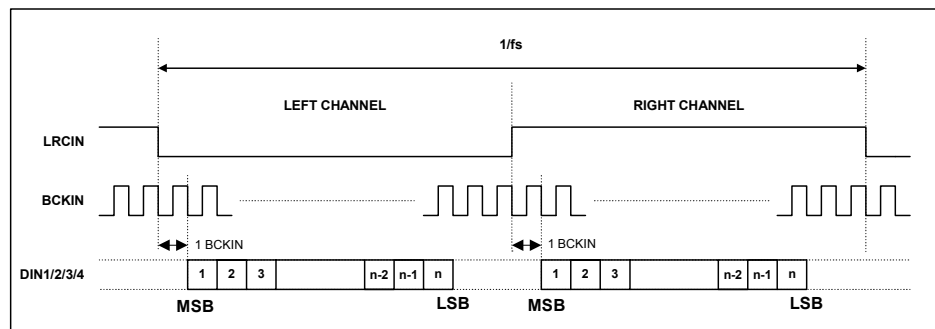 1/fs
LEFT CHANNEL RIGHT CHANNEL
LRCIN
BCKIN
1 BCKIN 1 BCKIN
DIN1/2/3/4 1 2 3 n-2 n-1 n 1 2 3 n-2 n-1 n
MSB LSB MSB LSB